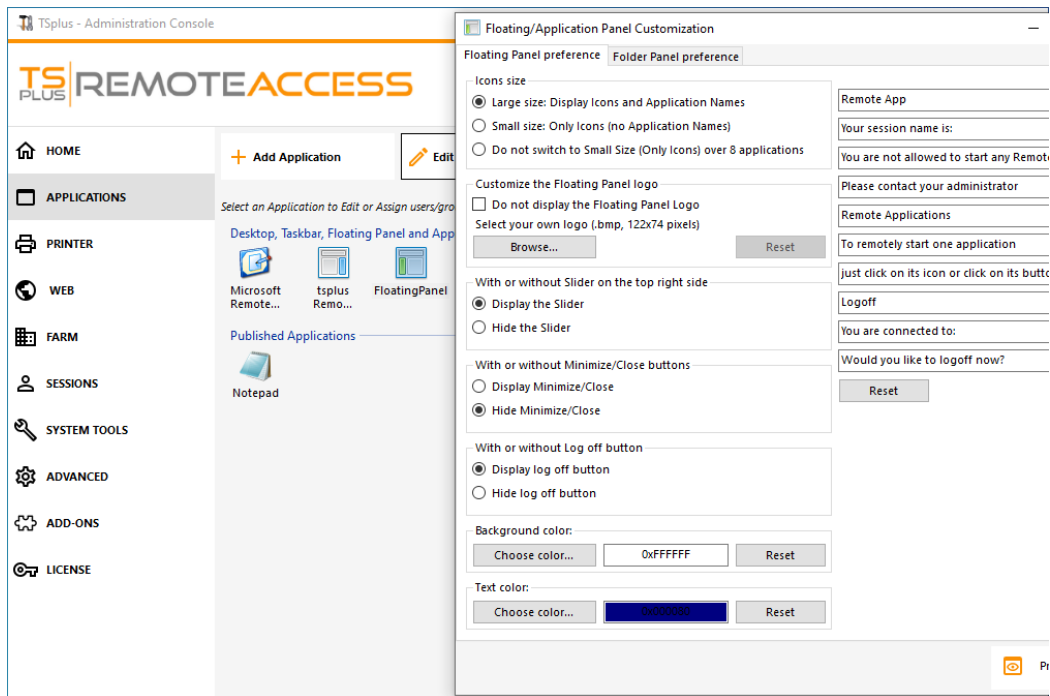 TSplus - Administration Console
TS PLUS REMOTEACCESS
HOME
APPLICATIONS
PRINTER
WEB
FARM
SESSIONS
SYSTEM TOOLS
ADVANCED
ADD-ONS
LICENSE
Add Application
Edit
Select an Application to Edit or Assign users/gro
Desktop, Taskbar, Floating Panel and App
Microsoft Remote...
tsplus Remo...
FloatingPanel
Published Applications
Notepad
Floating/Application Panel Customization
Floating Panel preference
Folder Panel preference
Icons size
Large size: Display Icons and Application Names
Small size: Only Icons (no Application Names)
Do not switch to Small Size (Only Icons) over 8 applications
Customize the Floating Panel logo
Do not display the Floating Panel Logo
Select your own logo (.bmp, 122x74 pixels)
Browse...
Reset
With or without Slider on the top right side
Display the Slider
Hide the Slider
With or without Minimize/Close buttons
Display Minimize/Close
Hide Minimize/Close
With or without Log off button
Display log off button
Hide log off button
Background color:
Choose color...
0xFFFFFF
Reset
Text color:
Choose color...
0x000080
Reset
Remote App
Your session name is:
You are not allowed to start any Remote
Please contact your administrator
Remote Applications
To remotely start one application
just click on its icon or click on its butto
Logoff
You are connected to:
Would you like to logoff now?
Reset
Pr